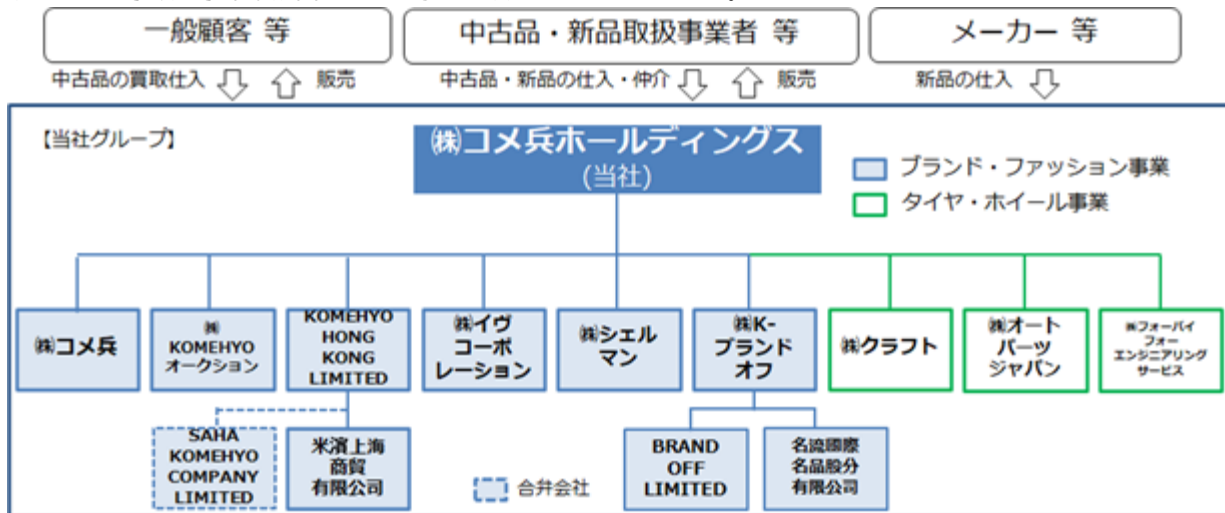 一般顧客 等
中古品・新品取扱事業者 等
メーカー 等
中古品の買取仕入
販売
中古品・新品の仕入・仲介
販売
新品の仕入
【当社グループ】
㈱コメ兵ホールディングス
(当社)
ブランド・ファッション事業
タイヤ・ホイール事業
㈱コメ兵
㈱
KOMEHYO
オークション
KOMEHYO
HONG
KONG
LIMITED
㈱イヴ
コーポ
レーション
㈱シェル
マン
㈱K-
ブランド
オフ
㈱クラフト
㈱オート
パーツ
ジャパン
㈱フォーバイ
フォー
エンジニアリング
サービス
SAHA
KOMEHYO
COMPANY
LIMITED
米濱上海
商貿
有限公司
合弁会社
BRAND
OFF
LIMITED
名流國際
名品股分
有限公司